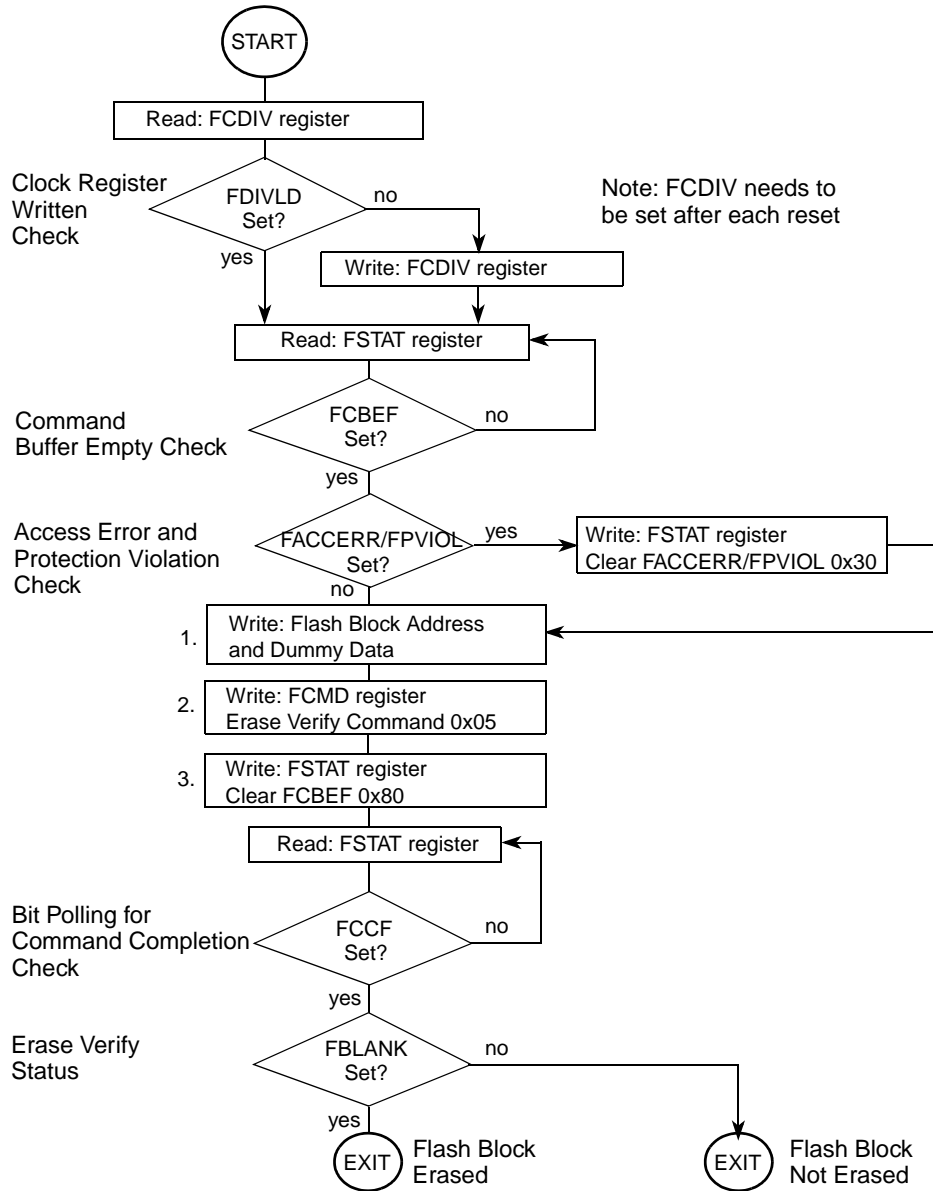 START
Read: FCDIV register
Clock Register
Written
Check
FDIVLD
Set?
no
yes
Note: FCDIV needs to
be set after each reset
Write: FCDIV register
Read: FSTAT register
Command
Buffer Empty Check
FCBEF
Set?
no
yes
Access Error and
Protection Violation
Check
FACCERR/FPVIOL
Set?
yes
no
Write: FSTAT register
Clear FACCERR/FPVIOL 0x30
1.
Write: Flash Block Address
and Dummy Data
2.
Write: FCMD register
Erase Verify Command 0x05
3.
Write: FSTAT register
Clear FCBEF 0x80
Read: FSTAT register
Bit Polling for
Command Completion
Check
FCCF
Set?
no
yes
Erase Verify
Status
FBLANK
Set?
no
yes
EXIT
Flash Block
Erased
EXIT
Flash Block
Not Erased